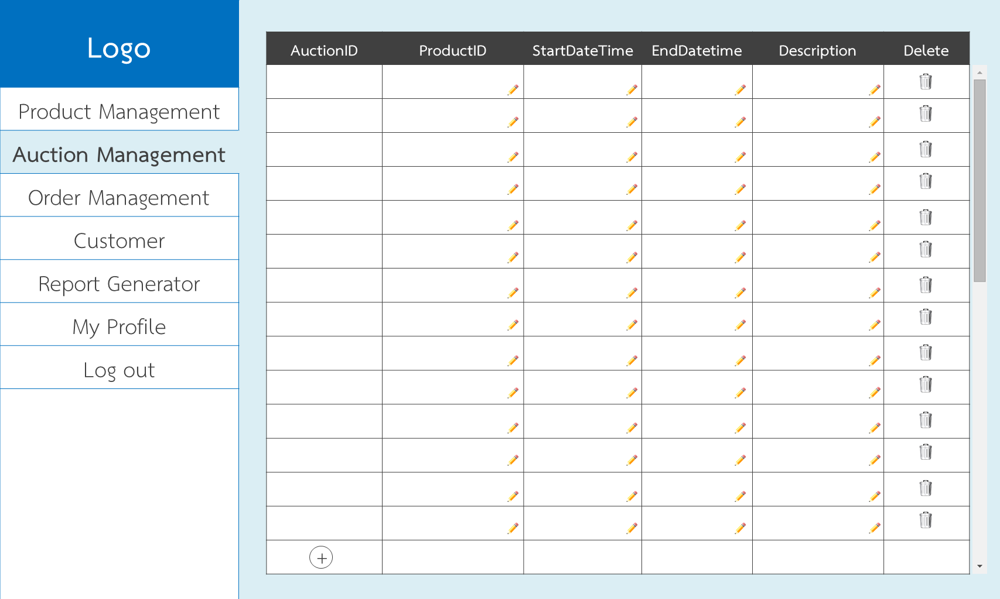 Logo
Product Management
Auction Management
Order Management
Customer
Report Generator
My Profile
Log out
AuctionID ProductID StartDateTime EndDatetime Description Delete
+